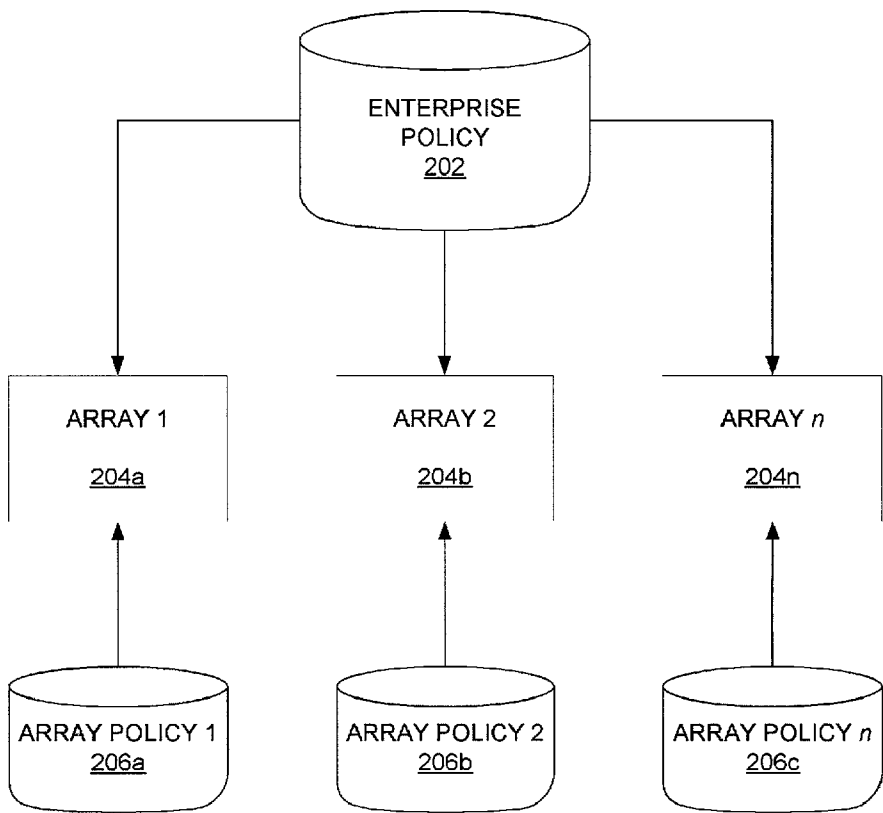 ENTERPRISE
POLICY
202
ARRAY 1
204a
ARRAY 2
204b
ARRAY n
204n
ARRAY POLICY 1
206a
ARRAY POLICY 2
206b
ARRAY POLICY n
206c